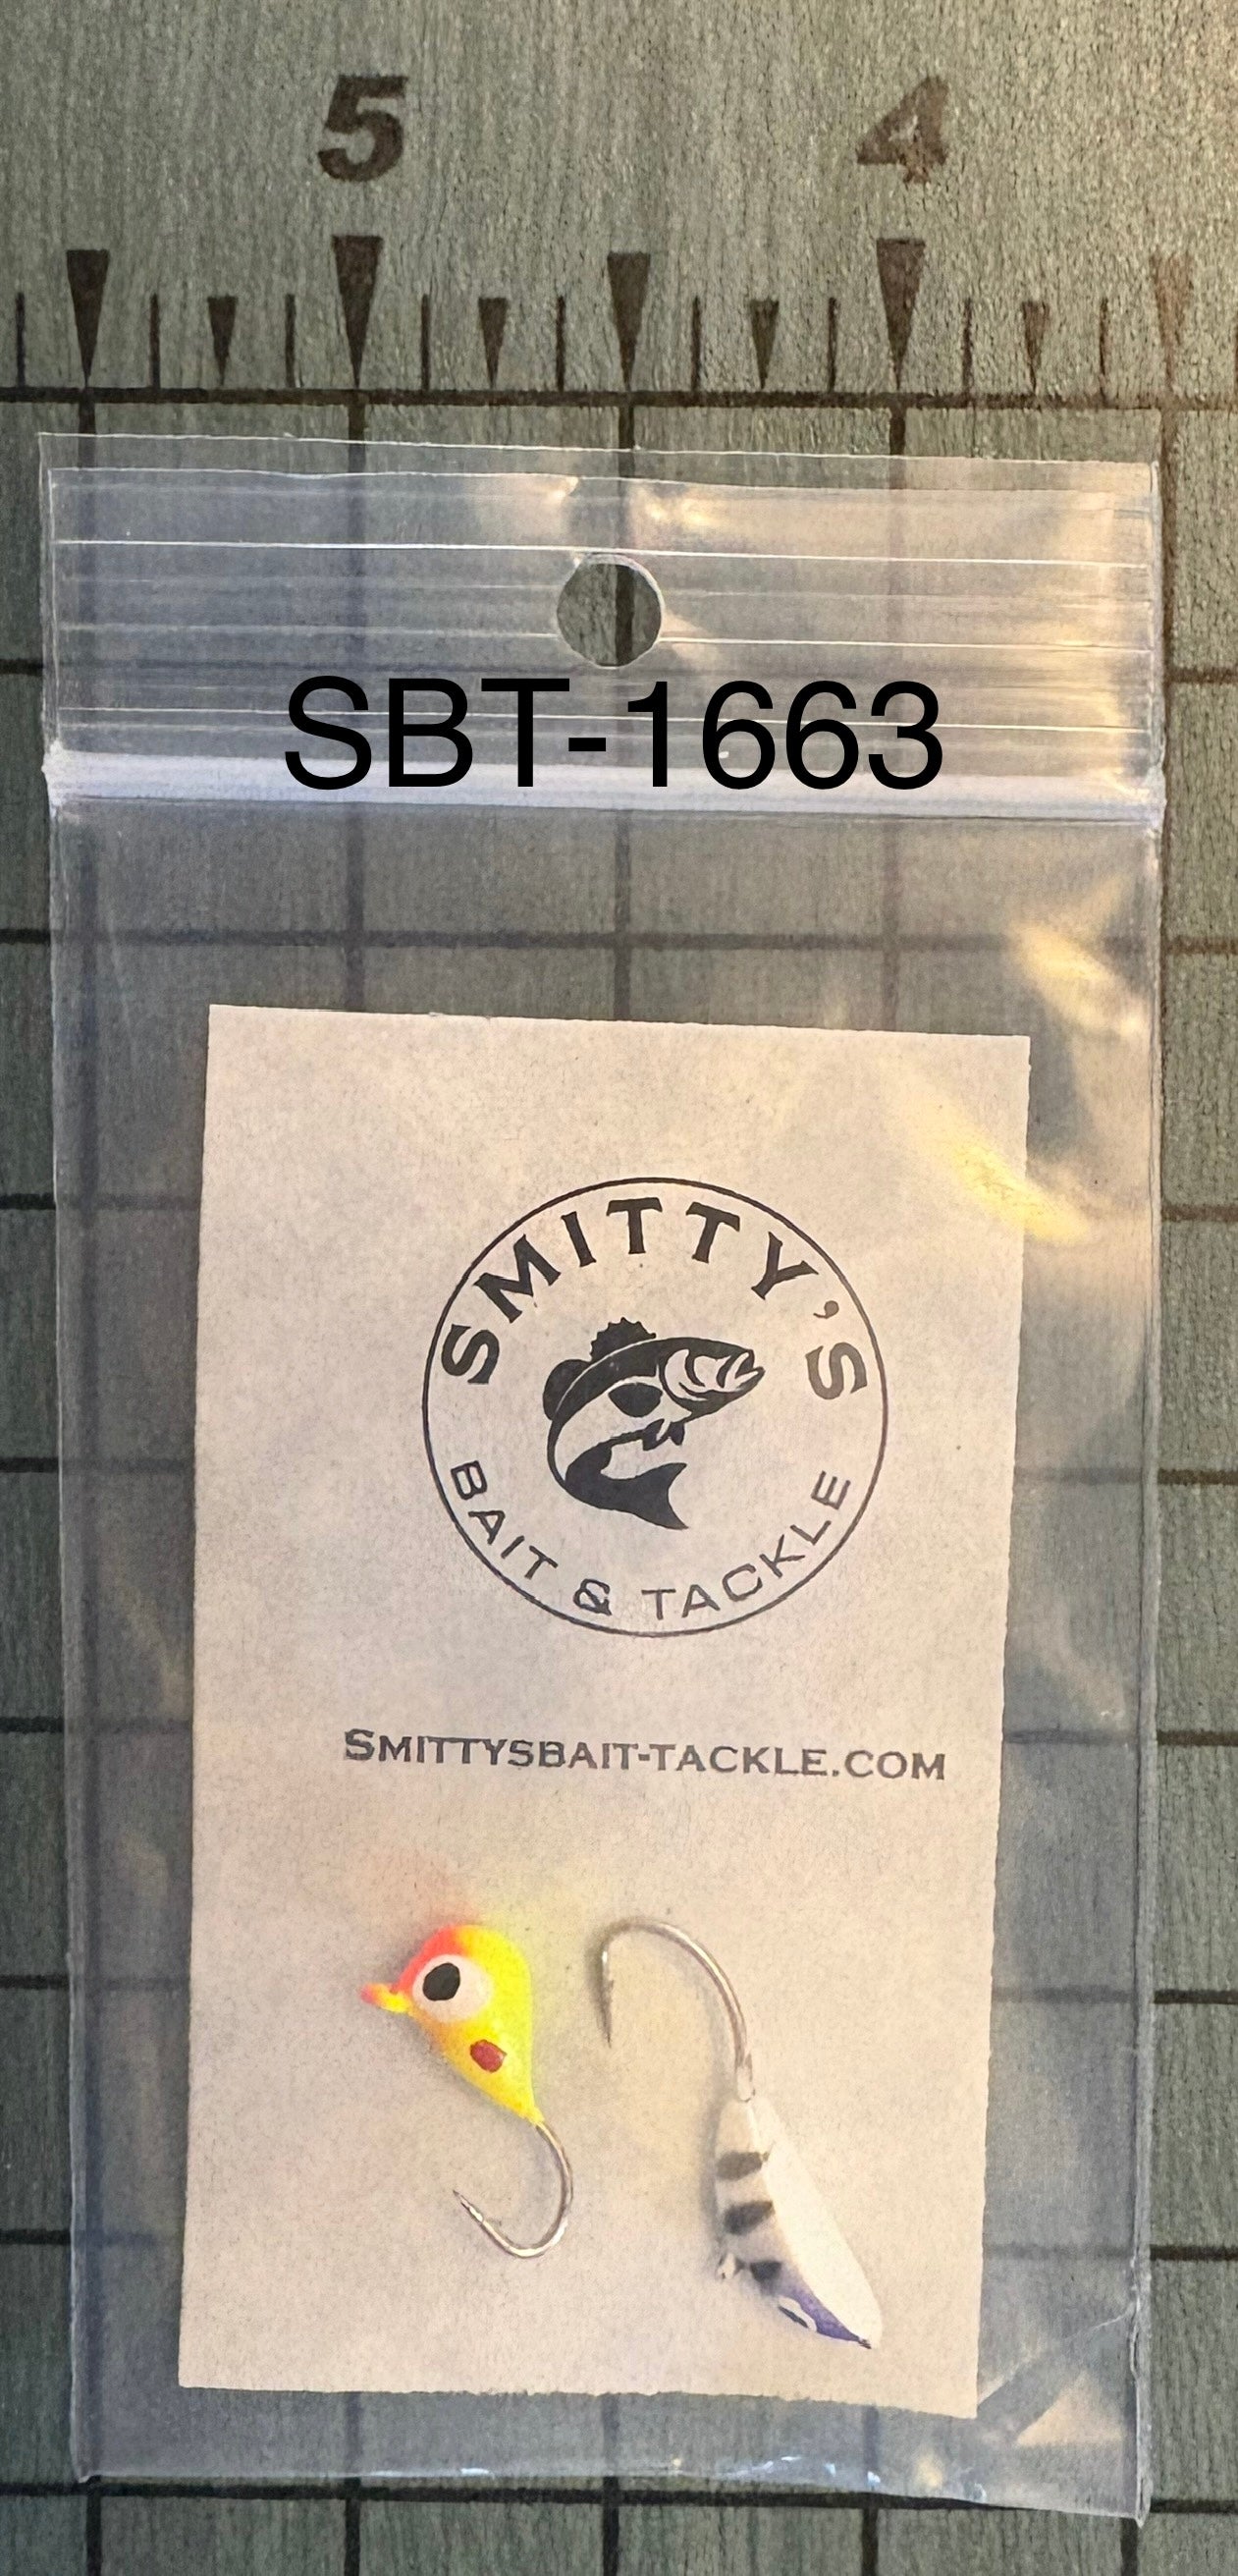 5 4
SBT-1663
SMITTY'S
BAIT & TACKLE
SMITTYSBAIT-TACKLE.COM